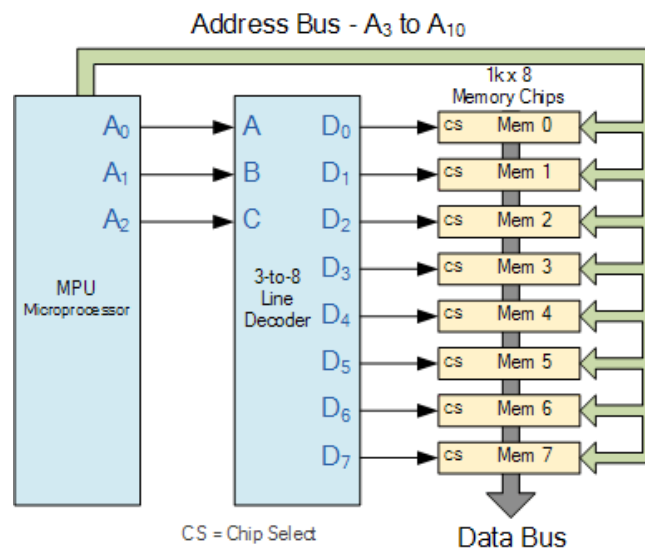 Address Bus - A₃ to A₁₀
1k x 8
Memory Chips
A₀
A₁
A₂
MPU
Microprocessor
A
B
C
3-to-8
Line
Decoder
D₀
D₁
D₂
D₃
D₄
D₅
D₆
D₇
CS Mem 0
CS Mem 1
CS Mem 2
CS Mem 3
CS Mem 4
CS Mem 5
CS Mem 6
CS Mem 7
CS = Chip Select
Data Bus